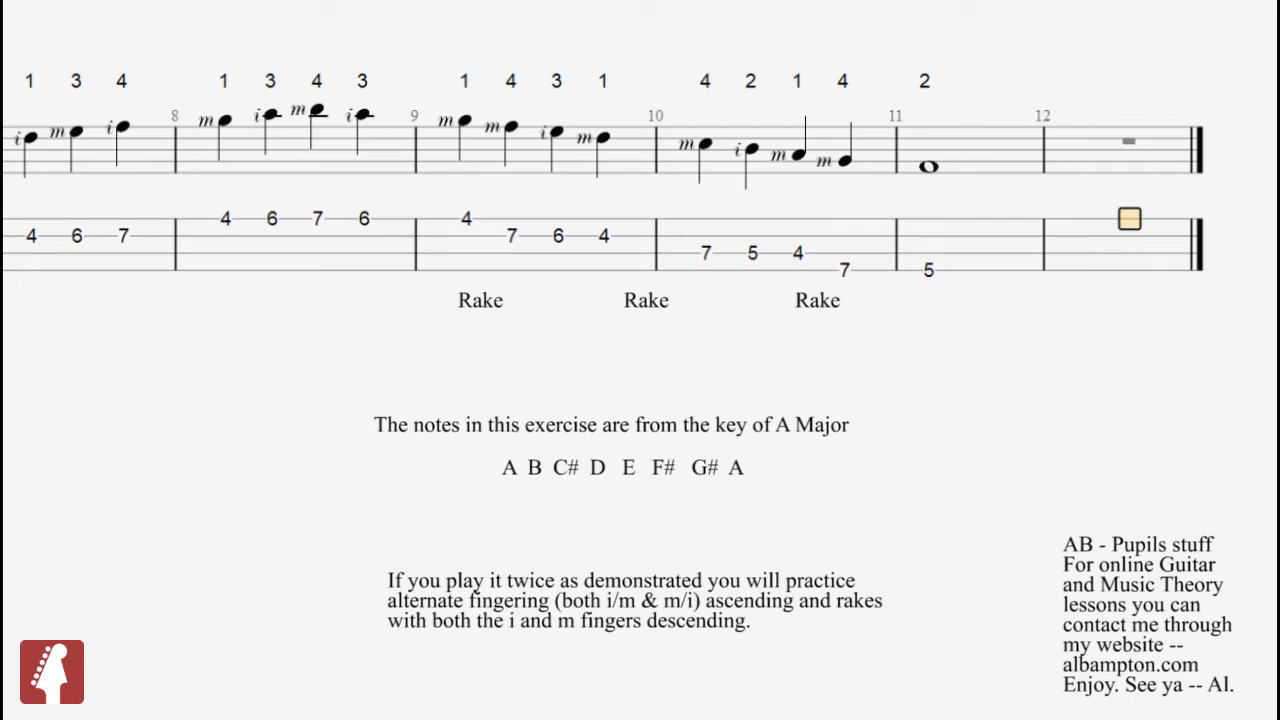 1 3 4 1 3 4 3 1 4 3 1 4 2 1 4 2
8 9 10 11 12
i m i m i m i m m i m m i m m
4 6 7 4 6 7 6 4 7 6 4 7 5 4 7 5
Rake Rake Rake
The notes in this exercise are from the key of A Major
A B C# D E F# G# A
If you play it twice as demonstrated you will practice
alternate fingering (both i/m & m/i) ascending and rakes
with both the i and m fingers descending.
AB - Pupils stuff
For online Guitar
and Music Theory
lessons you can
contact me through
my website --
albampton.com
Enjoy. See ya -- Al.